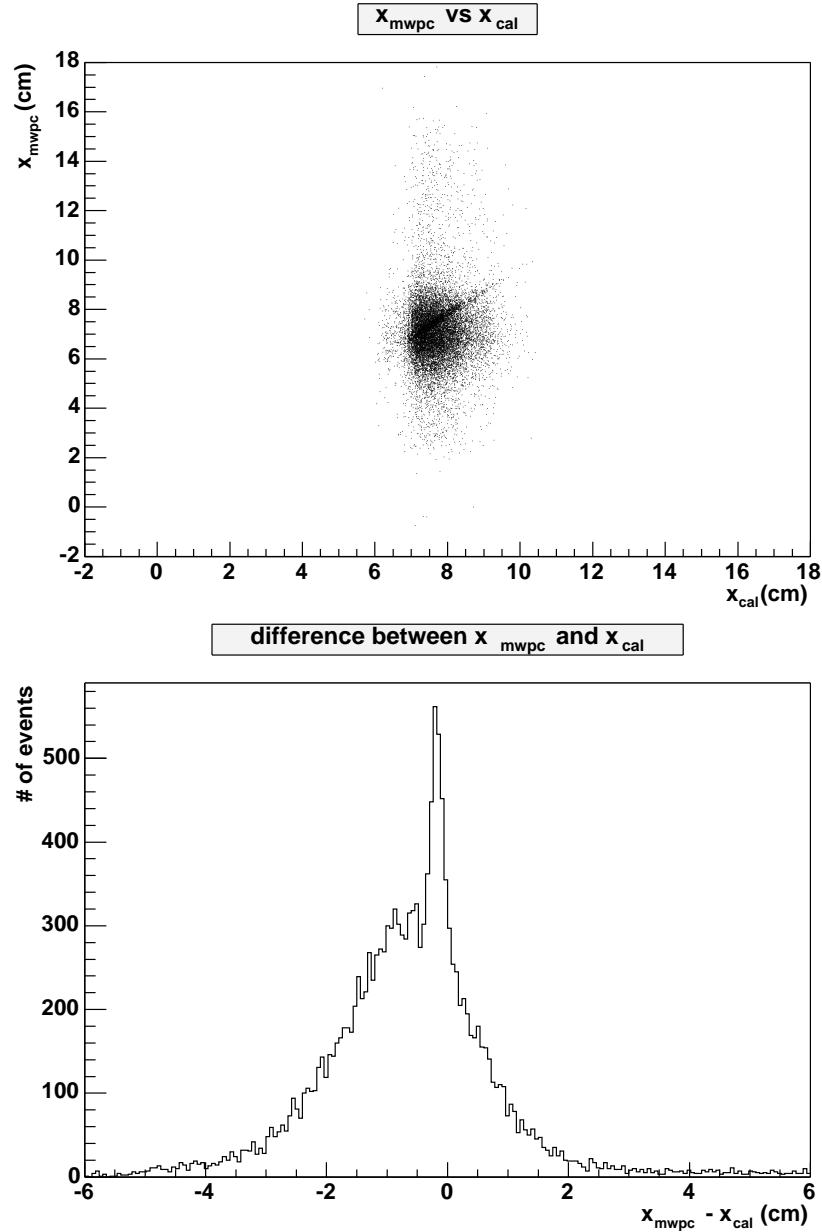 x_mwpc vs x_cal
x_mwpc (cm)
18
16
14
12
10
8
6
4
2
0
-2
-2 0 2 4 6 8 10 12 14 16 18
x_cal (cm)
difference between x_mwpc and x_cal
# of events
500
400
300
200
100
0
-6 -4 -2 0 2 4 6
x_mwpc - x_cal (cm)